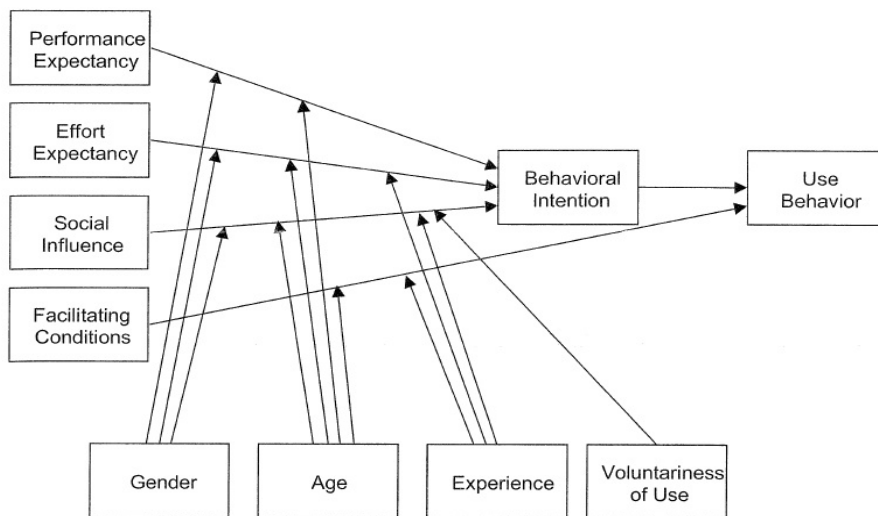 Performance
Expectancy
Effort
Expectancy
Social
Influence
Facilitating
Conditions
Behavioral
Intention
Use
Behavior
Gender
Age
Experience
Voluntariness
of Use